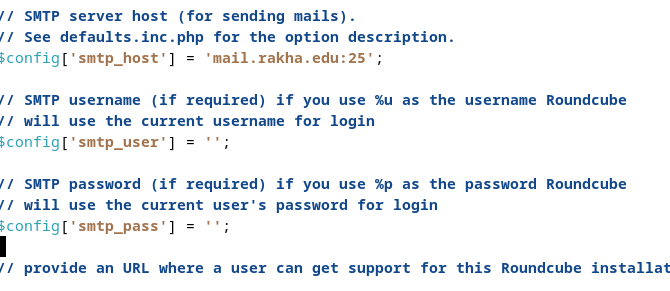 // SMTP server host (for sending mails).
// See defaults.inc.php for the option description.
$config['smtp_host'] = 'mail.rakha.edu:25';
// SMTP username (if required) if you use %u as the username Roundcube
// will use the current username for login
$config['smtp_user'] = '';
// SMTP password (if required) if you use %p as the password Roundcube
// will use the current user's password for login
$config['smtp_pass'] = '';
// provide an URL where a user can get support for this Roundcube installat